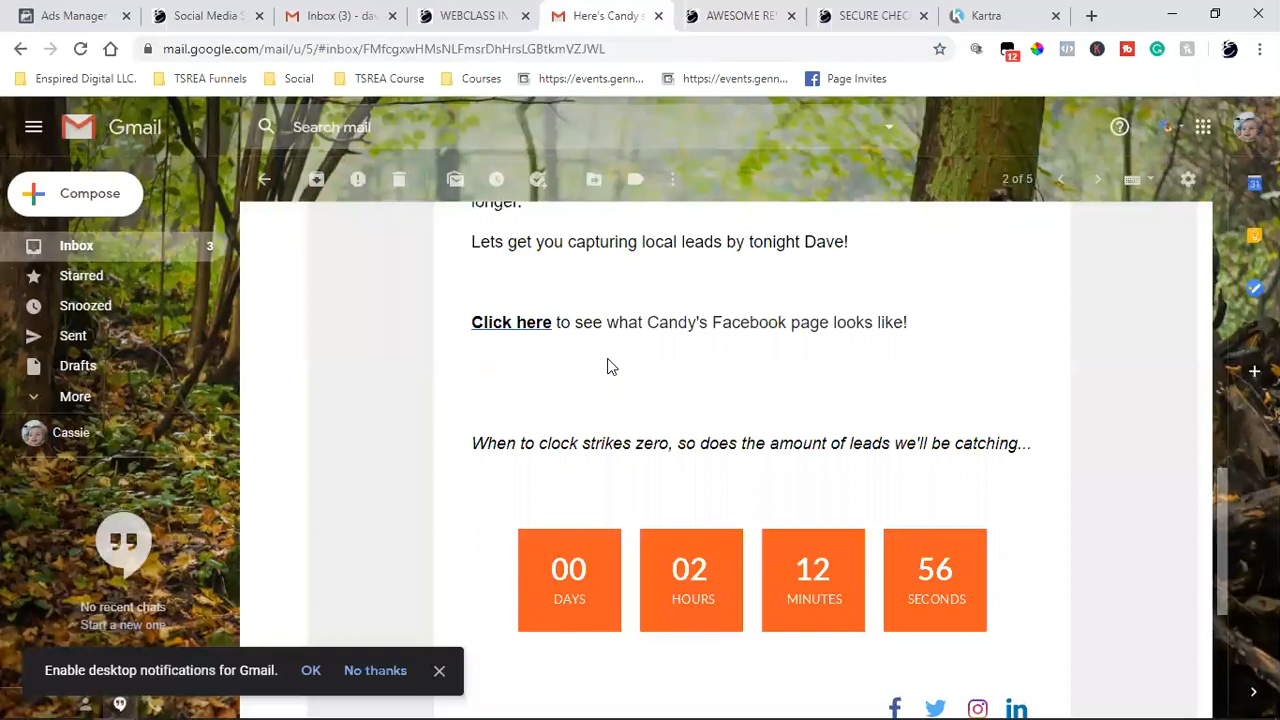 Ads Manager
Social Media S
Inbox (3) - dav
WEBCLASS IN
Here's Candy s
AWESOME RE
SECURE CHEC
Kartra
mail.google.com/mail/u/5/#inbox/FMfcgxwHMsNLFmsrDhHrsLGBtkmVZJWL
12
Enspired Digital LLC.
TSREA Funnels
Social
TSREA Course
Courses
https://events.genn...
https://events.genn...
Page Invites
Gmail
Search mail
Compose
2 of 5
Inbox 3
Starred
Snoozed
Sent
Drafts
More
Cassie
No recent chats
Start a new one
longer.
Lets get you capturing local leads by tonight Dave!
Click here to see what Candy's Facebook page looks like!
When to clock strikes zero, so does the amount of leads we'll be catching...
00 02 12 56
DAYS HOURS MINUTES SECONDS
Enable desktop notifications for Gmail. OK No thanks